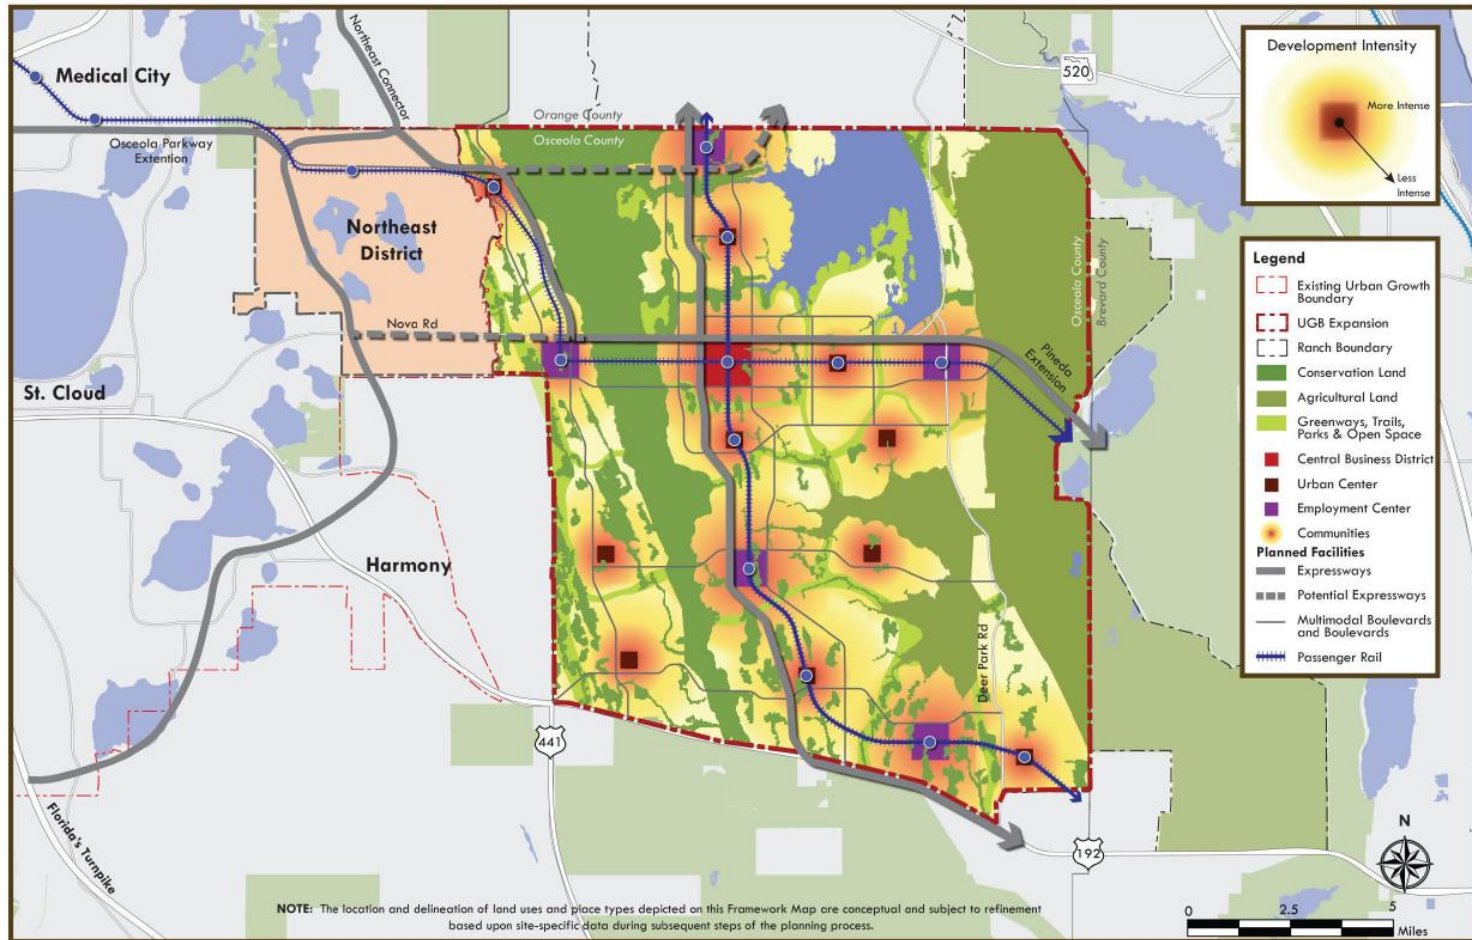 Medical City
Northeast Connector
Osceola Parkway
Extention
Orange County
Osceola County
520
Northeast
District
Nova Rd
St. Cloud
Harmony
Florida's Turnpike
441
Deer Park Rd
192
Pineda
Extension
Osceola County
Brevard County
Development Intensity
More Intense
Less
Intense
Legend
Existing Urban Growth
Boundary
UGB Expansion
Ranch Boundary
Conservation Land
Agricultural Land
Greenways, Trails,
Parks & Open Space
Central Business District
Urban Center
Employment Center
Communities
Planned Facilities
Expressways
Potential Expressways
Multimodal Boulevards
and Boulevards
Passenger Rail
N
0 2.5 5
Miles
NOTE: The location and delineation of land uses and place types depicted on this Framework Map are conceptual and subject to refinement
based upon site-specific data during subsequent steps of the planning process.